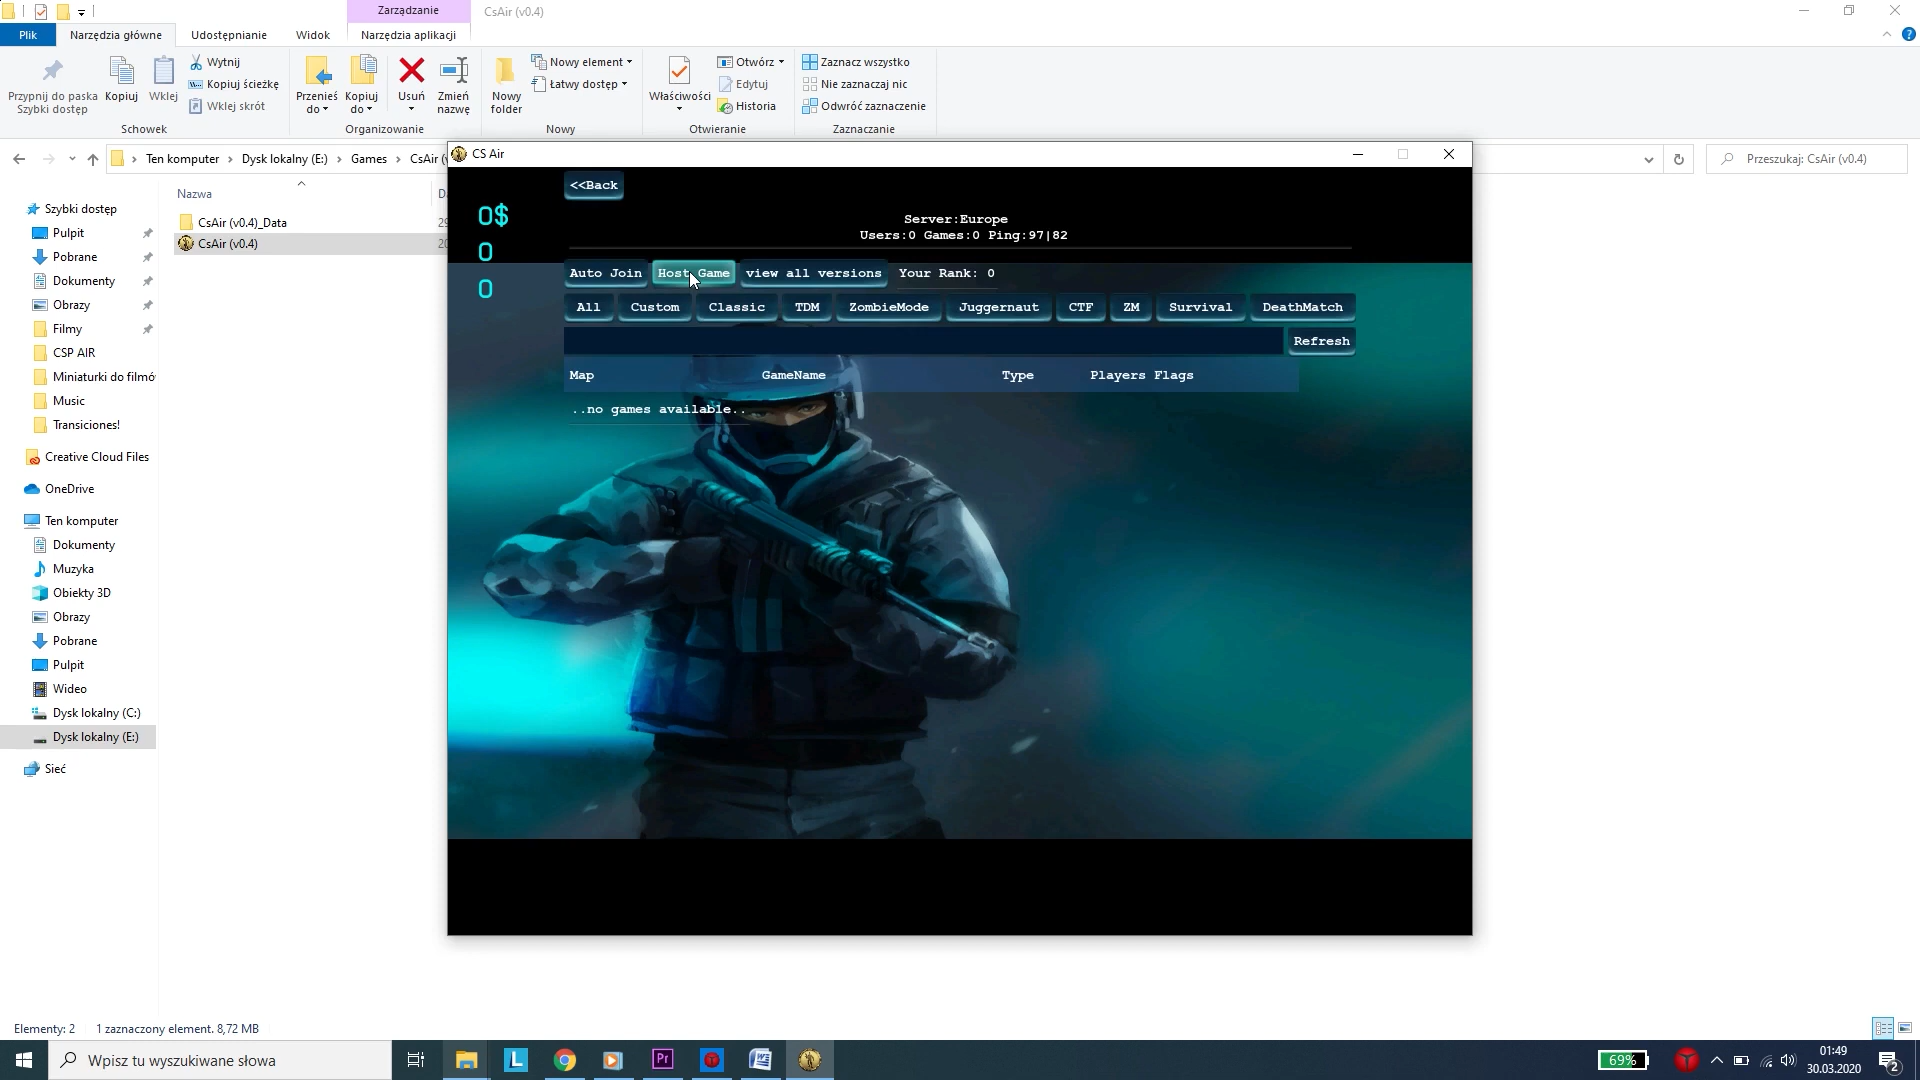 Zarządzanie
CsAir (v0.4)
Plik
Narzędzia główne
Udostępnianie
Widok
Narzędzia aplikacji
Przypnij do paska
Szybki dostęp
Kopiuj
Wklej
Wytnij
Kopiuj ścieżkę
Wklej skrót
Schowek
Przenieś
do
Kopiuj
do
Usuń
Zmień
nazwę
Organizowanie
Nowy
folder
Nowy element
Łatwy dostęp
Nowy
Właściwości
Otwórz
Edytuj
Historia
Otwieranie
Zaznacz wszystko
Nie zaznaczaj nic
Odwróć zaznaczenie
Zaznaczanie
Ten komputer
Dysk lokalny (E:)
Games
CsAir (v
Przeszukaj: CsAir (v0.4)
Nazwa
D
CsAir (v0.4)_Data
29
CsAir (v0.4)
20
Szybki dostęp
Pulpit
Pobrane
Dokumenty
Obrazy
Filmy
CSP AIR
Miniaturki do filmó
Music
Transiciones!
Creative Cloud Files
OneDrive
Ten komputer
Dokumenty
Muzyka
Obiekty 3D
Obrazy
Pobrane
Pulpit
Wideo
Dysk lokalny (C:)
Dysk lokalny (E:)
Sieć
CS Air
<<Back
0$
0
0
Server:Europe
Users:0 Games:0 Ping:97|82
Auto Join
Host Game
view all versions
Your Rank: 0
All
Custom
Classic
TDM
ZombieMode
Juggernaut
CTF
ZM
Survival
DeathMatch
Refresh
Map
GameName
Type
Players
Flags
..no games available..
Elementy: 2
1 zaznaczony element. 8,72 MB
Wpisz tu wyszukiwane słowa
L
Pr
W
69%
01:49
30.03.2020
2